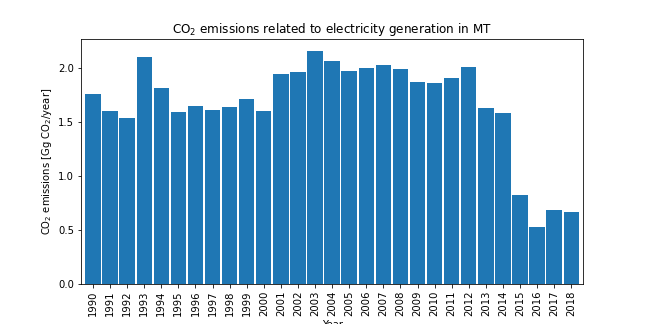 CO₂ emissions related to electricity generation in MT
CO₂ emissions [Gg CO₂/year]
2.0
1.5
1.0
0.5
0.0
1990 1991 1992 1993 1994 1995 1996 1997 1998 1999 2000 2001 2002 2003 2004 2005 2006 2007 2008 2009 2010 2011 2012 2013 2014 2015 2016 2017 2018
Year